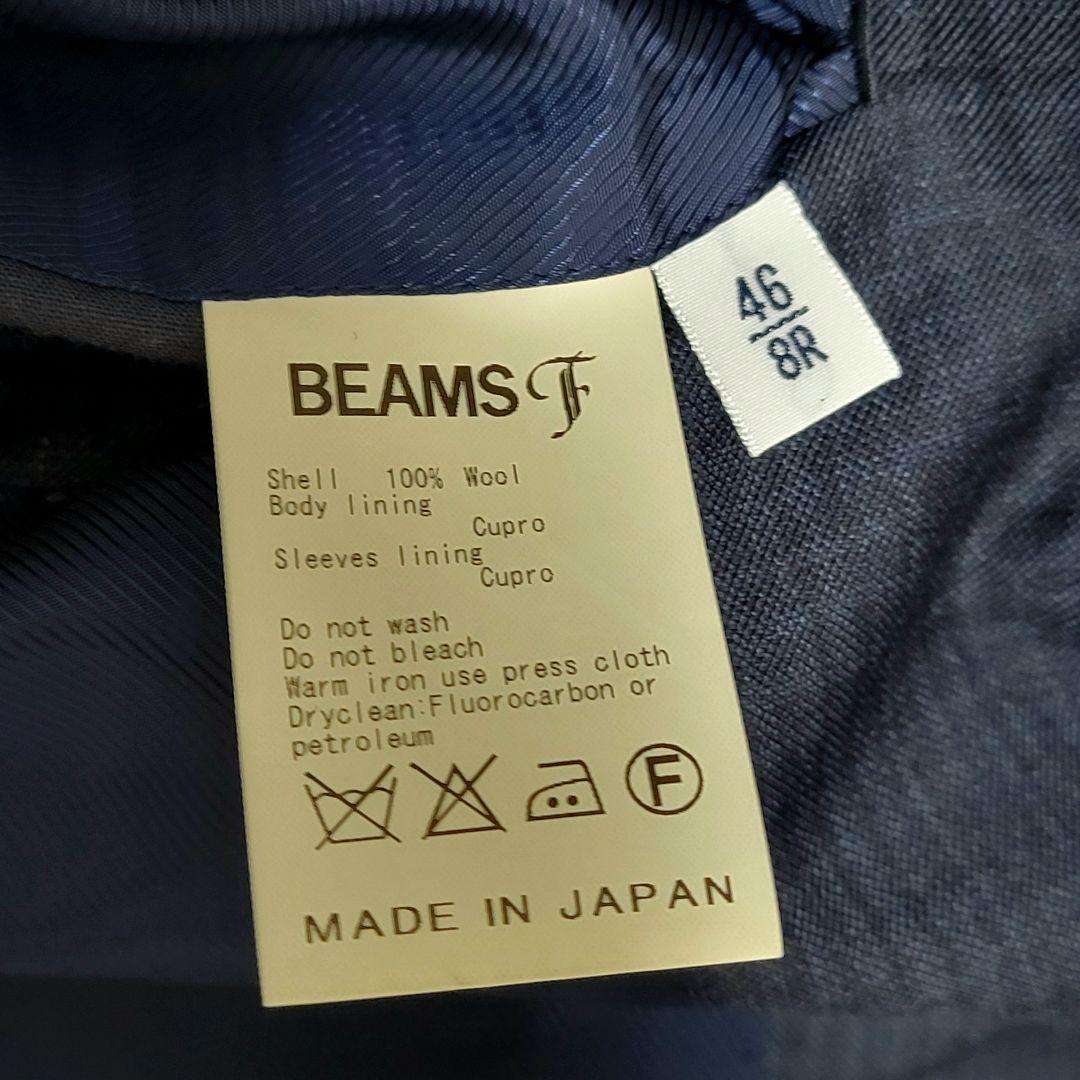 BEAMS F
46
8R
Shell 100% Wool
Body lining
Cupro
Sleeves lining
Cupro
Do not wash
Do not bleach
Warm iron use press cloth
Dryclean:Fluorocarbon or
petroleum
F
MADE IN JAPAN